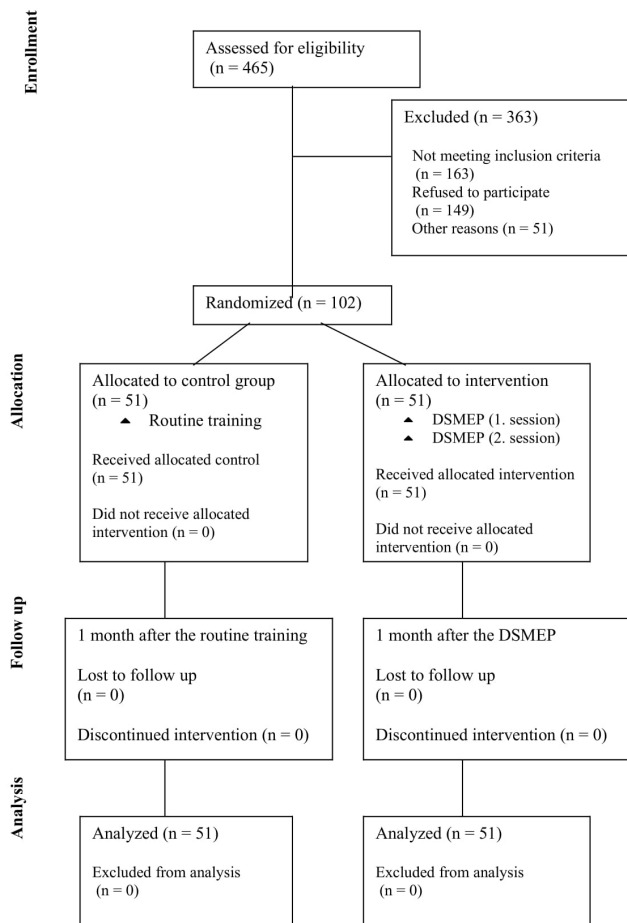 Enrollment
Assessed for eligibility
(n = 465)
Excluded (n = 363)
Not meeting inclusion criteria
(n = 163)
Refused to participate
(n = 149)
Other reasons (n = 51)
Randomized (n = 102)
Allocation
Allocated to control group
(n = 51)
Routine training
Received allocated control
(n = 51)
Did not receive allocated
intervention (n = 0)
Allocated to intervention
(n = 51)
DSMEP (1. session)
DSMEP (2. session)
Received allocated intervention
(n = 51)
Did not receive allocated
intervention (n = 0)
Follow up
1 month after the routine training
Lost to follow up
(n = 0)
Discontinued intervention (n = 0)
1 month after the DSMEP
Lost to follow up
(n = 0)
Discontinued intervention (n = 0)
Analysis
Analyzed (n = 51)
Excluded from analysis
(n = 0)
Analyzed (n = 51)
Excluded from analysis
(n = 0)